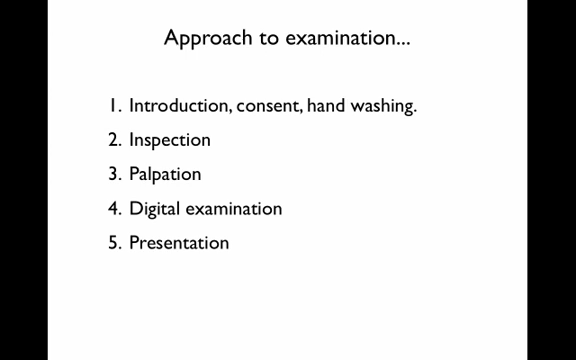 Approach to examination...
1. Introduction, consent, hand washing.
2. Inspection
3. Palpation
4. Digital examination
5. Presentation